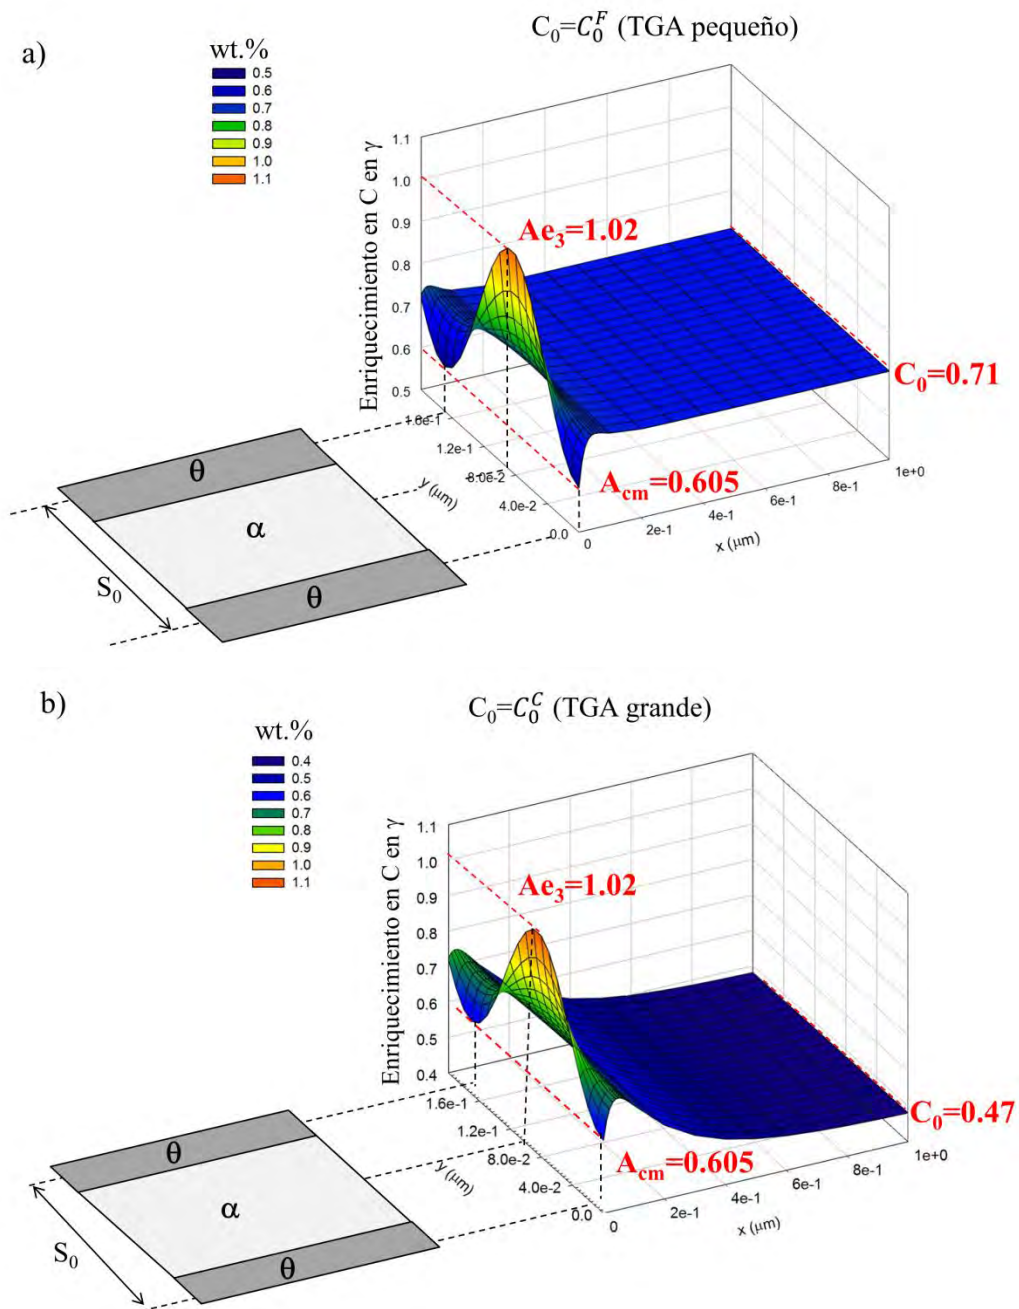 a)
C₀=C₀ᶠ (TGA pequeño)
wt.%
0.5
0.6
0.7
0.8
0.9
1.0
1.1
Enriquecimiento en C en γ
1.1
1.0
0.9
0.8
0.7
0.6
0.5
Ae₃=1.02
C₀=0.71
A_cm=0.605
1.6e-1
1.2e-1
8.0e-2
4.0e-2
0.0
y (μm)
0
2e-1
4e-1
6e-1
8e-1
1e+0
x (μm)
θ
α
θ
S₀
b)
C₀=C₀ᶜ (TGA grande)
wt.%
0.4
0.5
0.6
0.7
0.8
0.9
1.0
1.1
Enriquecimiento en C en γ
1.1
1.0
0.9
0.8
0.7
0.6
0.5
0.4
Ae₃=1.02
C₀=0.47
A_cm=0.605
1.6e-1
1.2e-1
8.0e-2
4.0e-2
0.0
y (μm)
0
2e-1
4e-1
6e-1
8e-1
1e+0
x (μm)
θ
α
θ
S₀